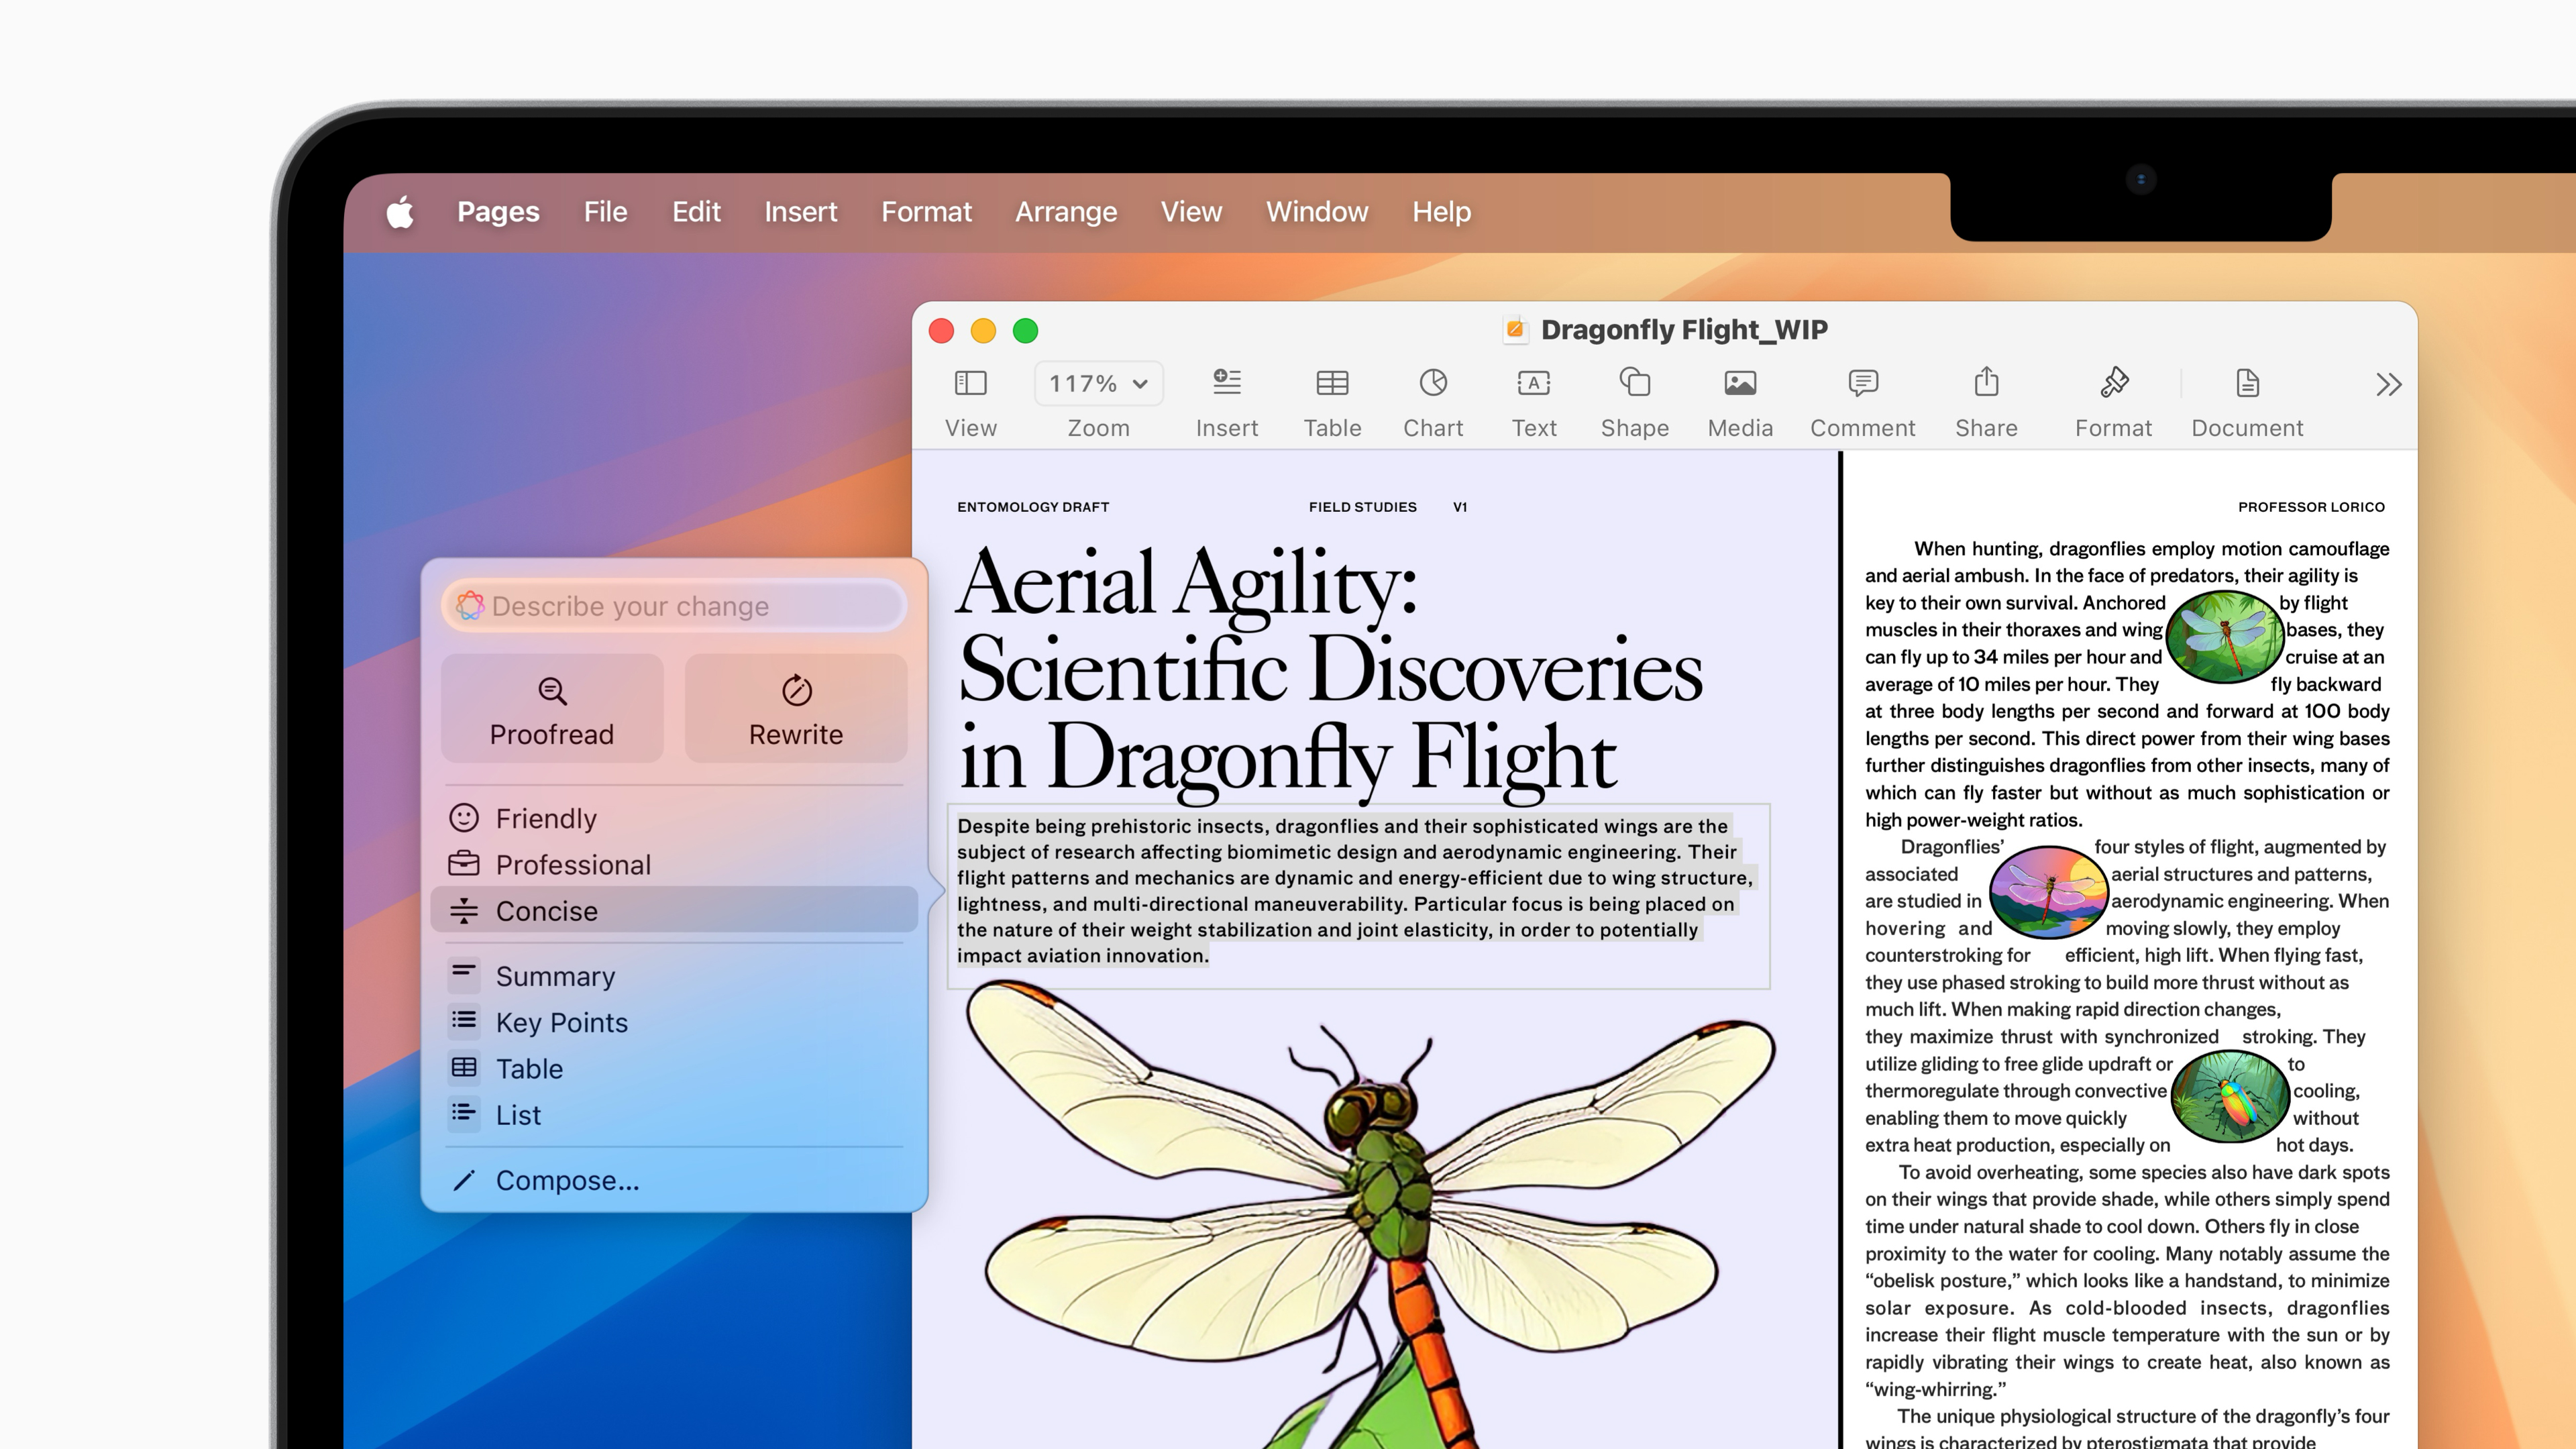 Pages File Edit Insert Format Arrange View Window Help
Dragonfly Flight_WIP
117%
View Zoom Insert Table Chart Text Shape Media Comment Share Format Document
Describe your change
Proofread Rewrite
Friendly
Professional
Concise
Summary
Key Points
Table
List
Compose...
ENTOMOLOGY DRAFT FIELD STUDIES V1
Aerial Agility:
Scientific Discoveries
in Dragonfly Flight
Despite being prehistoric insects, dragonflies and their sophisticated wings are the
subject of research affecting biomimetic design and aerodynamic engineering. Their
flight patterns and mechanics are dynamic and energy-efficient due to wing structure,
lightness, and multi-directional maneuverability. Particular focus is being placed on
the nature of their weight stabilization and joint elasticity, in order to potentially
impact aviation innovation.
PROFESSOR LORICO
When hunting, dragonflies employ motion camouflage
and aerial ambush. In the face of predators, their agility is
key to their own survival. Anchored by flight
muscles in their thoraxes and wing bases, they
can fly up to 34 miles per hour and cruise at an
average of 10 miles per hour. They fly backward
at three body lengths per second and forward at 100 body
lengths per second. This direct power from their wing bases
further distinguishes dragonflies from other insects, many of
which can fly faster but without as much sophistication or
high power-weight ratios.
Dragonflies’ four styles of flight, augmented by
associated aerial structures and patterns,
are studied in aerodynamic engineering. When
hovering and moving slowly, they employ
counterstroking for efficient, high lift. When flying fast,
they use phased stroking to build more thrust without as
much lift. When making rapid direction changes,
they maximize thrust with synchronized stroking. They
utilize gliding to free glide updraft or to
thermoregulate through convective cooling,
enabling them to move quickly without
extra heat production, especially on hot days.
To avoid overheating, some species also have dark spots
on their wings that provide shade, while others simply spend
time under natural shade to cool down. Others fly in close
proximity to the water for cooling. Many notably assume the
“obelisk posture,” which looks like a handstand, to minimize
solar exposure. As cold-blooded insects, dragonflies
increase their flight muscle temperature with the sun or by
rapidly vibrating their wings to create heat, also known as
“wing-whirring.”
The unique physiological structure of the dragonfly’s four
wings is characterized by pterostigmata that provide